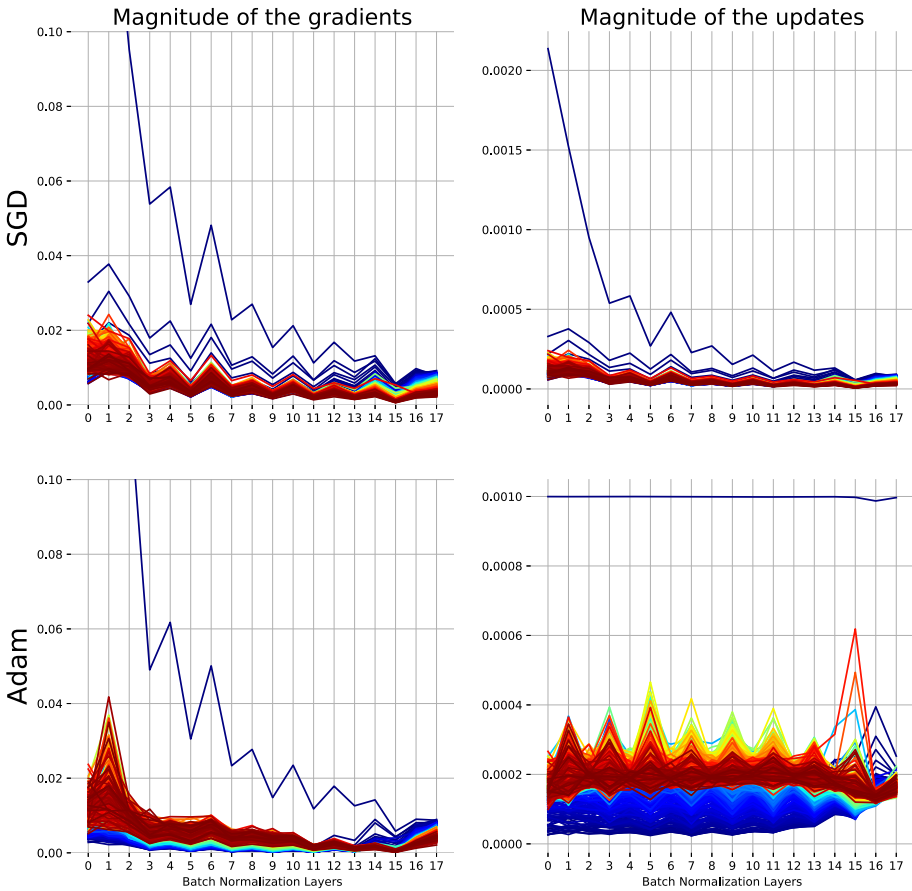 Magnitude of the gradients
Magnitude of the updates
SGD
0.10
0.08
0.06
0.04
0.02
0.00
0 1 2 3 4 5 6 7 8 9 10 11 12 13 14 15 16 17
0.0020
0.0015
0.0010
0.0005
0.0000
0 1 2 3 4 5 6 7 8 9 10 11 12 13 14 15 16 17
Adam
0.10
0.08
0.06
0.04
0.02
0.00
0 1 2 3 4 5 6 7 8 9 10 11 12 13 14 15 16 17
Batch Normalization Layers
0.0010
0.0008
0.0006
0.0004
0.0002
0.0000
0 1 2 3 4 5 6 7 8 9 10 11 12 13 14 15 16 17
Batch Normalization Layers